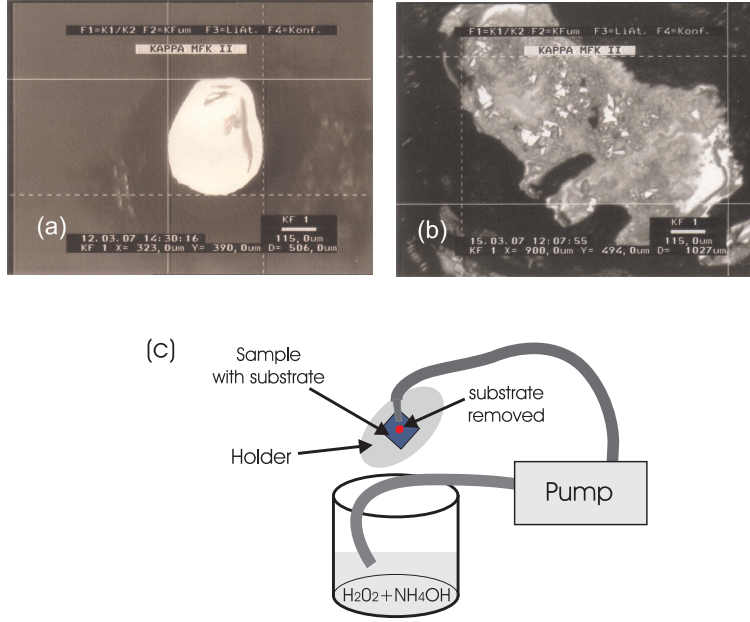 F1=K1/K2 F2=KFum F3=LiAt. F4=Konf.
KAPPA MFK II
(a)
KF 1
115,0um
12.03.07 14:30:16
KF 1 X= 323,0um Y= 390,0um D= 506,0um
F1=K1/K2 F2=KFum F3=LiAt. F4=Konf.
KAPPA MFK II
(b)
KF 1
115,0um
15.03.07 12:07:55
KF 1 X= 900,0um Y= 494,0um D= 1027um
(C)
Sample
with substrate
substrate
removed
Holder
Pump
H2O2+NH4OH